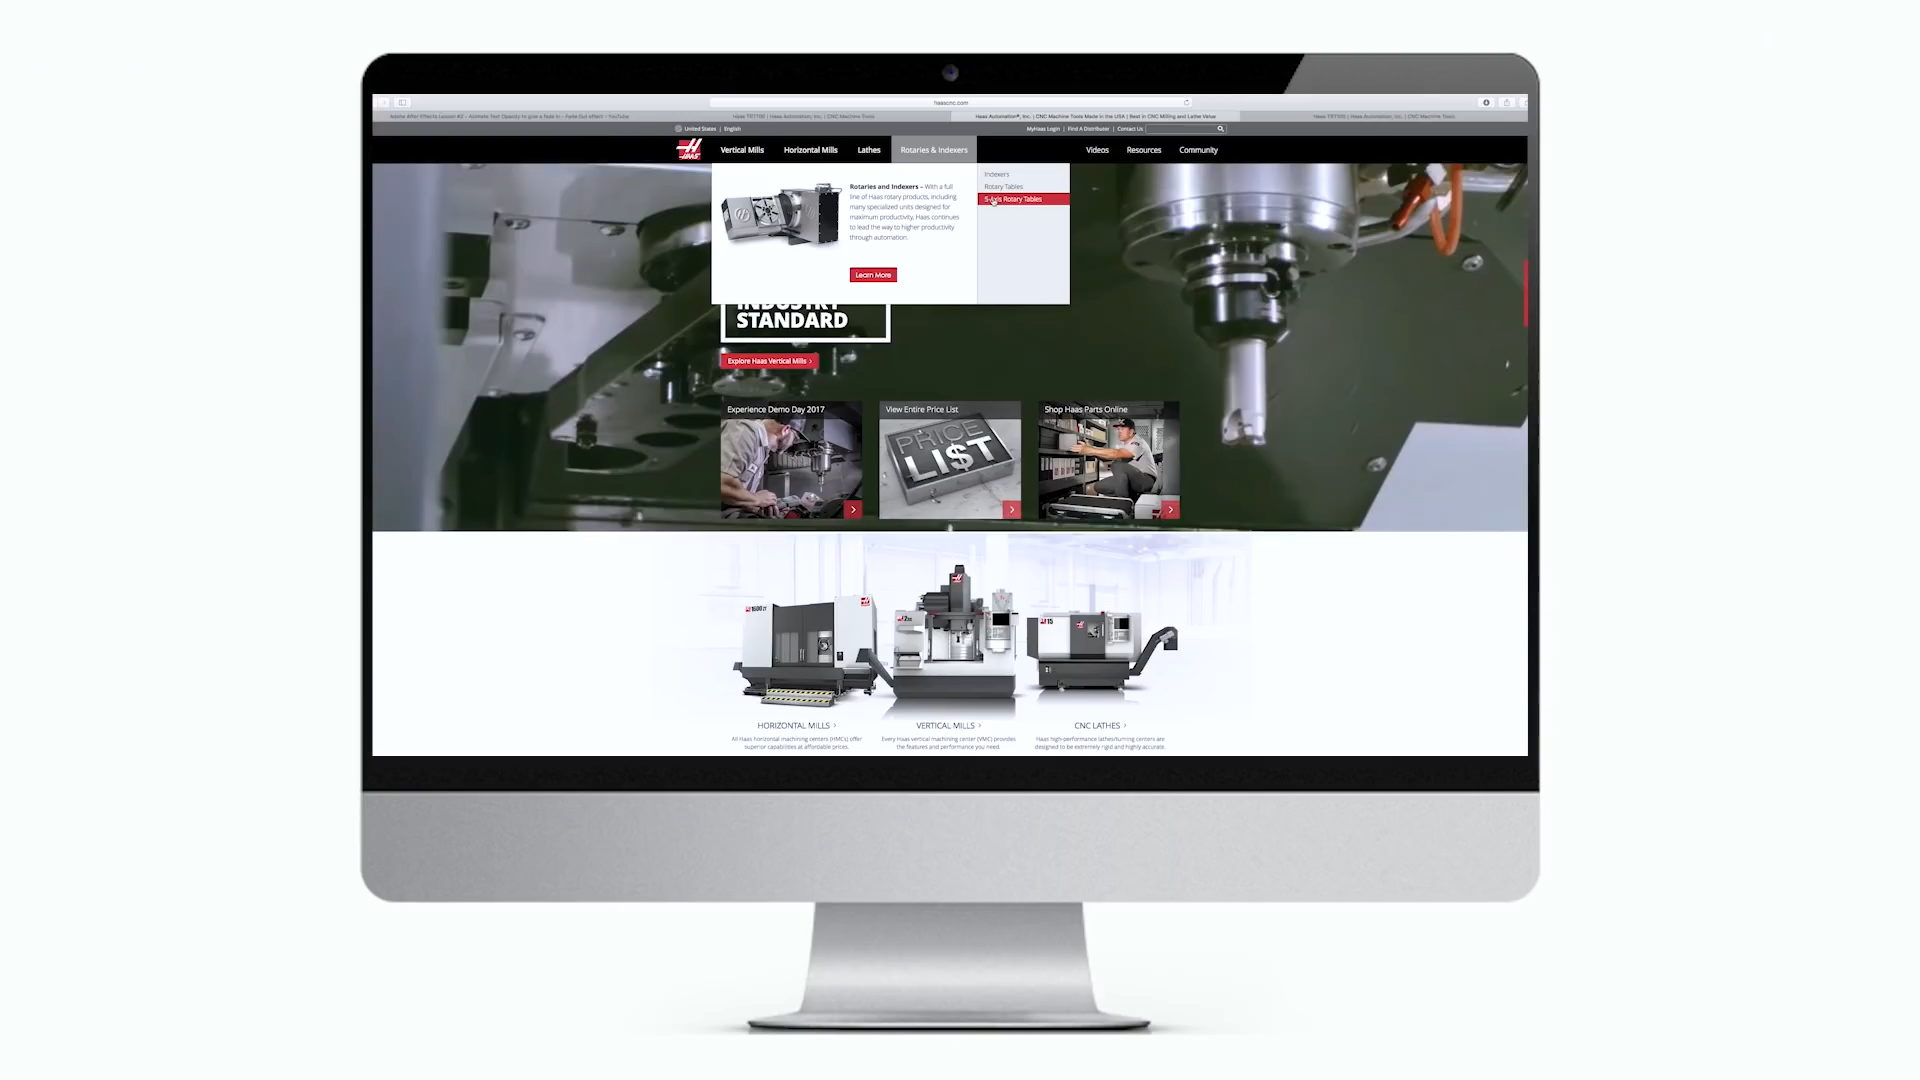 haascnc.com
Adobe After Effects Lesson #2 - Animate Text Opacity to give a fade in - Fade Out effect - YouTube
Haas TRT100 | Haas Automation, Inc. | CNC Machine Tools
Haas Automation®, Inc. | CNC Machine Tools Made in the USA | Best in CNC Milling and Lathe Value
United States | English
MyHaas Login | Find A Distributor | Contact Us
HAAS
Vertical Mills
Horizontal Mills
Lathes
Rotaries & Indexers
Videos
Resources
Community
Rotaries and Indexers – With a full
line of Haas rotary products, including
many specialized units designed for
maximum productivity, Haas continues
to lead the way to higher productivity
through automation.
Learn More
Indexers
Rotary Tables
5-Axis Rotary Tables
INDUSTRY
STANDARD
Explore Haas Vertical Mills
Experience Demo Day 2017
View Entire Price List
PRICE
LI$T
Shop Haas Parts Online
HORIZONTAL MILLS
All Haas horizontal machining centers (HMCs) offer
superior capabilities at affordable prices.
VERTICAL MILLS
Every Haas vertical machining center (VMC) provides
the features and performance you need.
CNC LATHES
Haas high-performance lathes/turning centers are
designed to be extremely rigid and highly accurate.